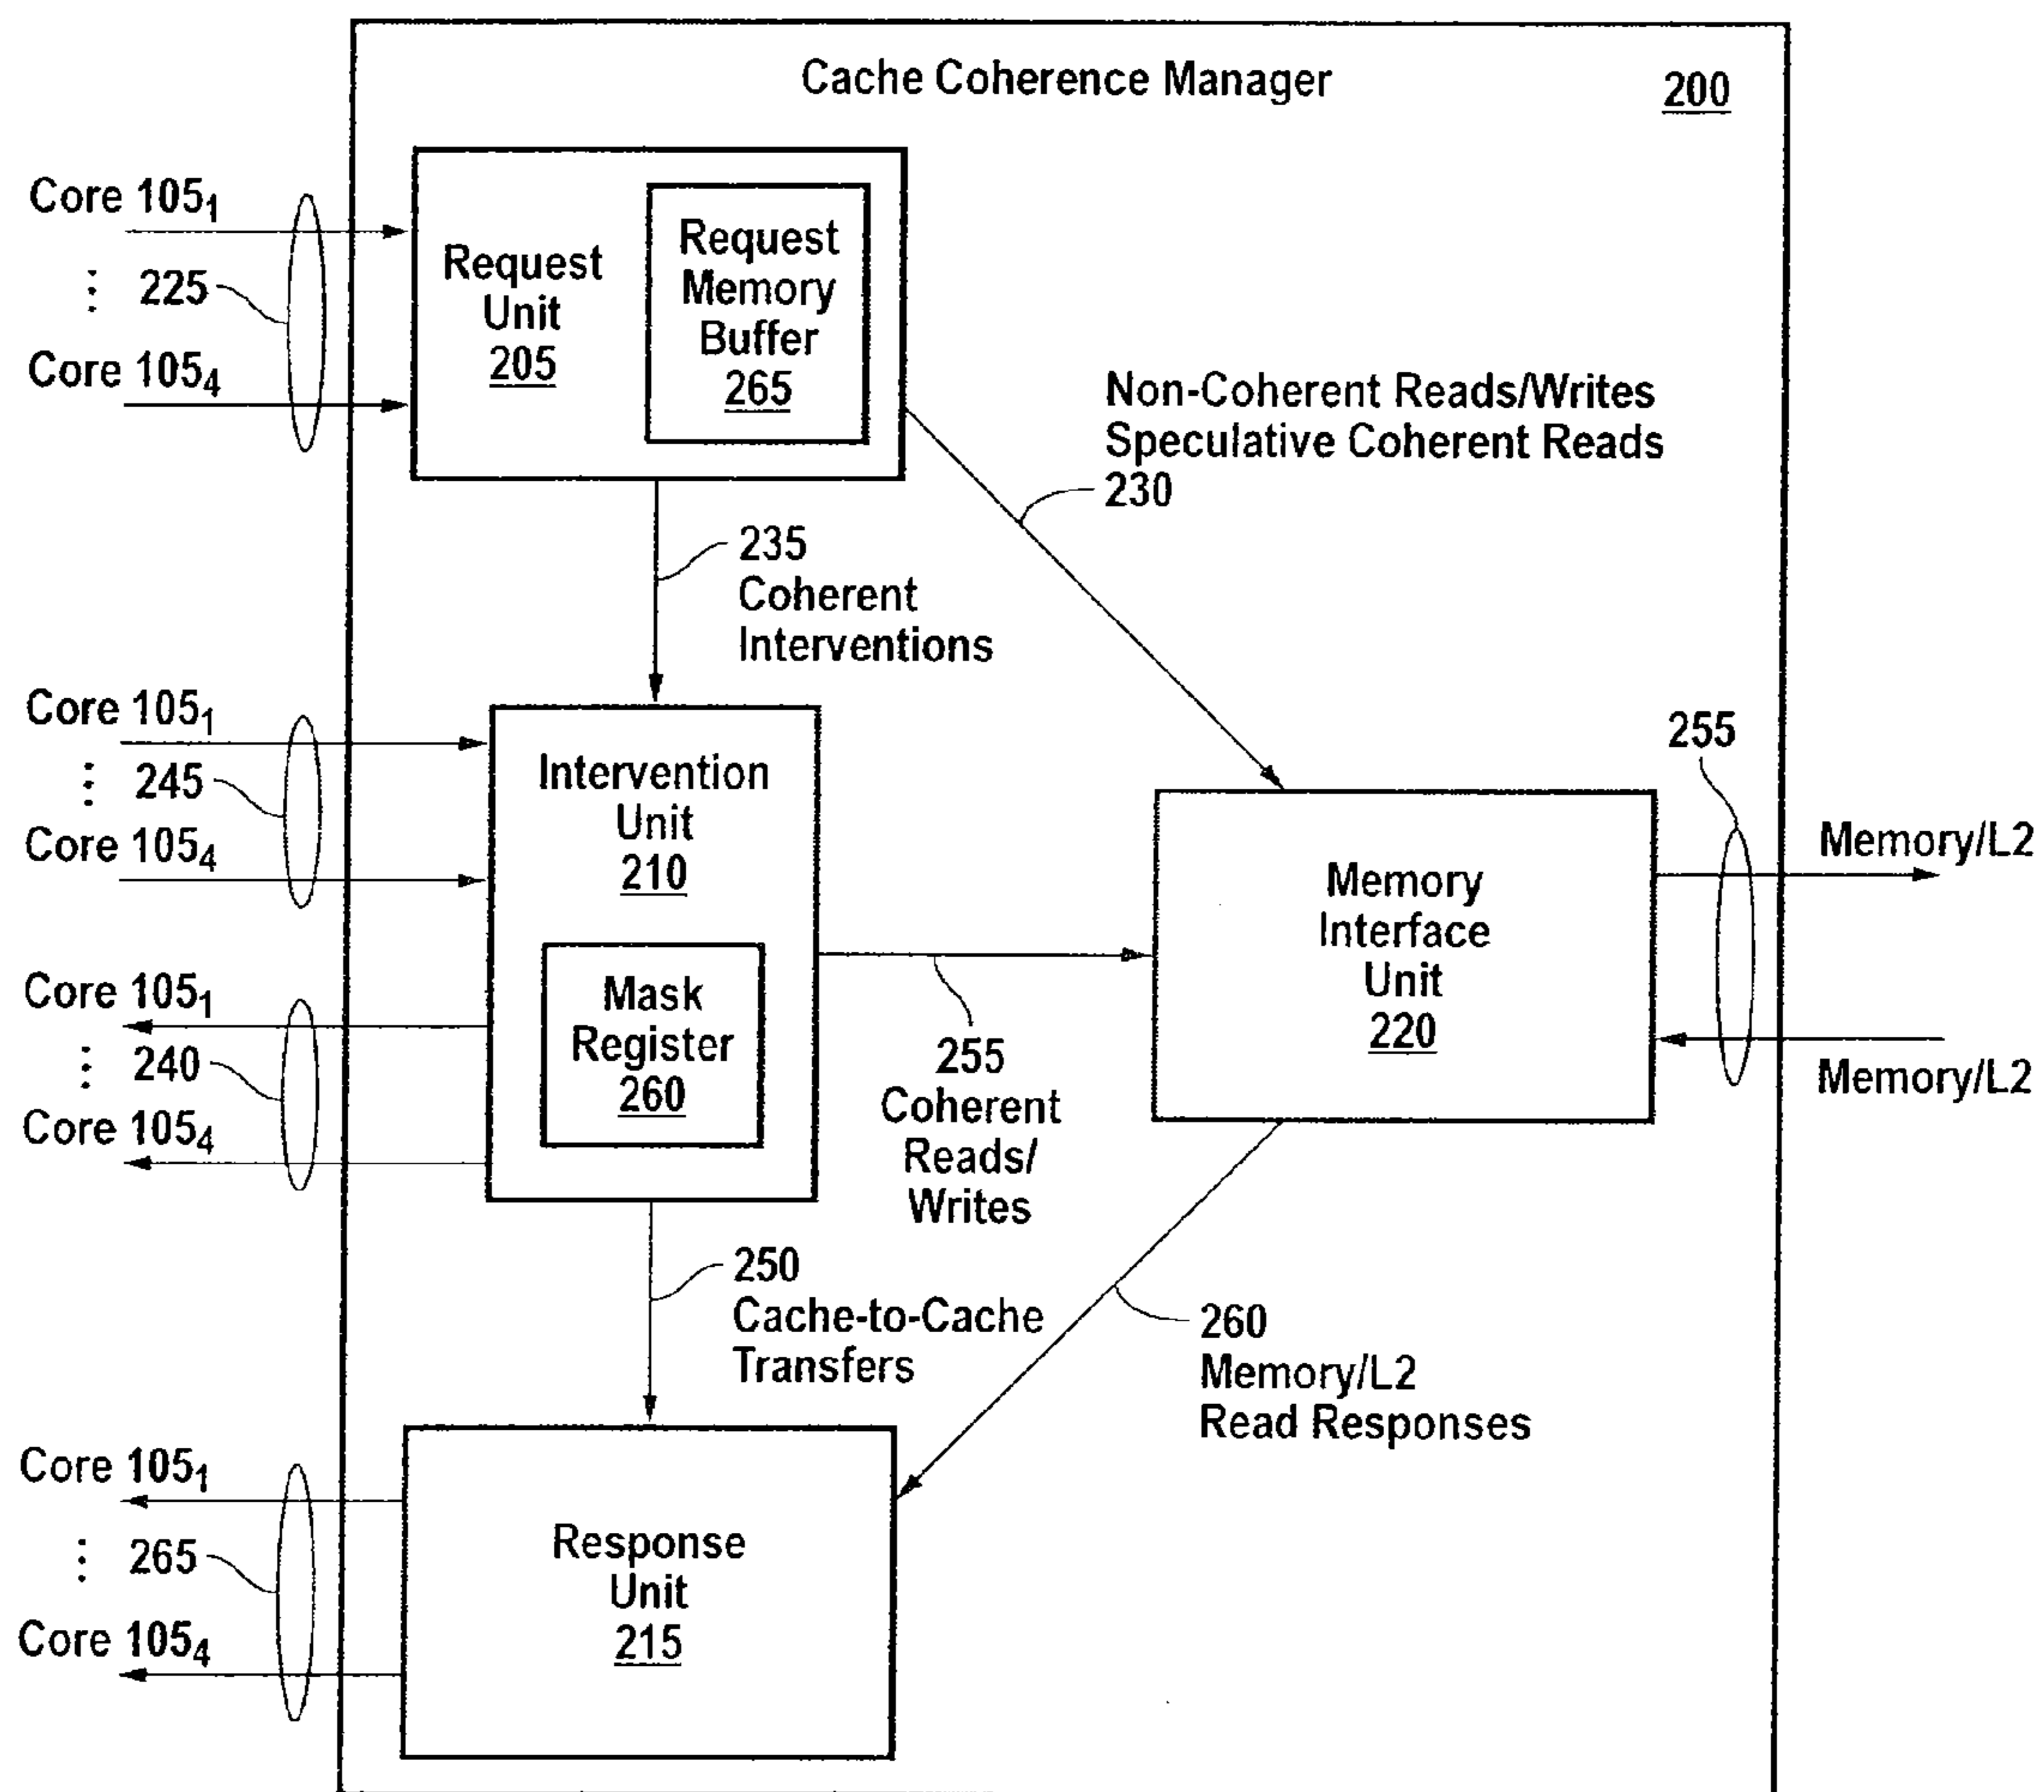 Cache Coherence Manager
200
Core 105₁
⋮ 225
Core 105₄
Request
Unit
205
Request
Memory
Buffer
265
Non-Coherent Reads/Writes
Speculative Coherent Reads
230
235
Coherent
Interventions
Core 105₁
⋮ 245
Core 105₄
Intervention
Unit
210
Core 105₁
⋮ 240
Core 105₄
Mask
Register
260
255
Coherent
Reads/
Writes
Memory
Interface
Unit
220
255
Memory/L2
Memory/L2
250
Cache-to-Cache
Transfers
260
Memory/L2
Read Responses
Core 105₁
⋮ 265
Core 105₄
Response
Unit
215